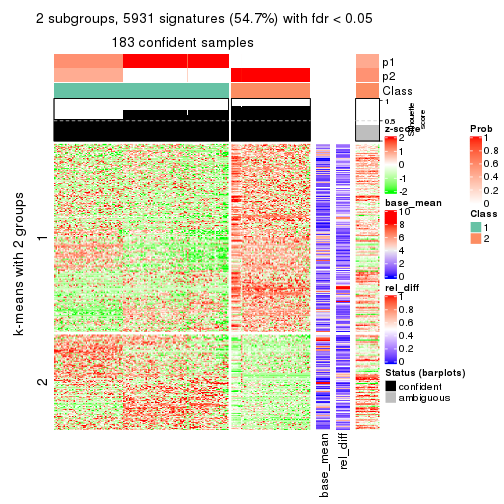 2 subgroups, 5931 signatures (54.7%) with fdr < 0.05
183 confident samples
p1
p2
Class
1
0.5
0
Silhouette
score
k-means with 2 groups
1
2
z-score
2
1
0
-1
-2
base_mean
10
8
6
4
2
0
rel_diff
1
0.8
0.6
0.4
0.2
0
Status (barplots)
confident
ambiguous
Prob
1
0.8
0.6
0.4
0.2
0
Class
1
2
base_mean
rel_diff